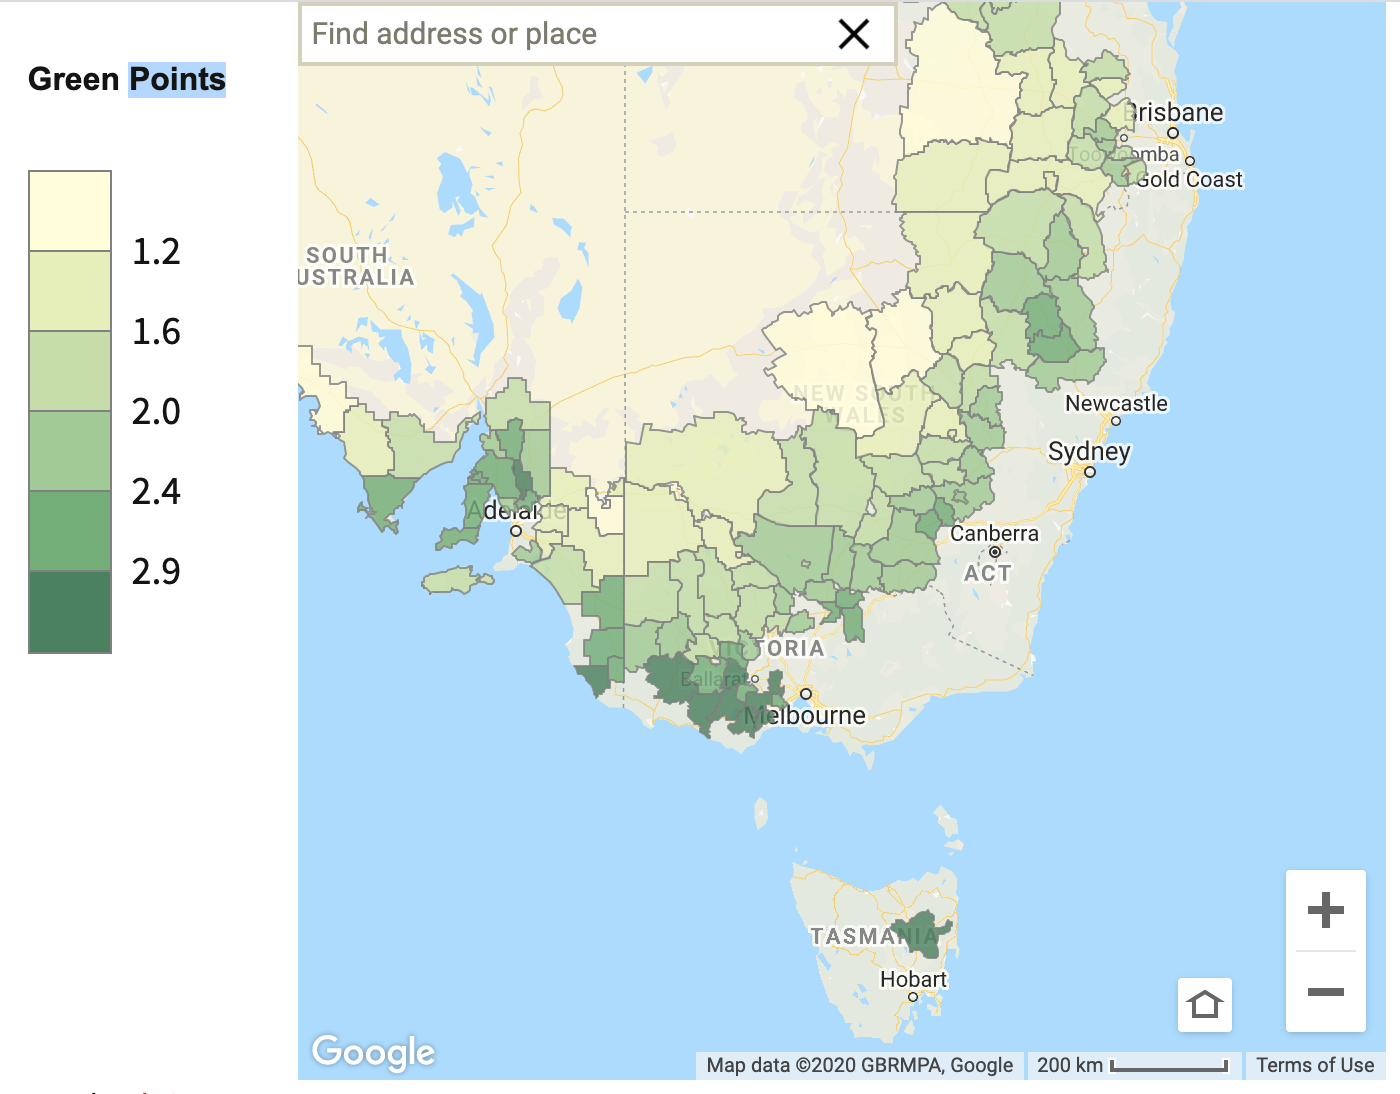 Find address or place
Green Points
1.2
1.6
2.0
2.4
2.9
Brisbane
Toowoomba
Gold Coast
SOUTH
USTRALIA
NEW SOUTH
WALES
Newcastle
Sydney
Adelaide
Canberra
ACT
VICTORIA
Ballarat
Melbourne
TASMANIA
Hobart
Google
Map data ©2020 GBRMPA, Google
200 km
Terms of Use